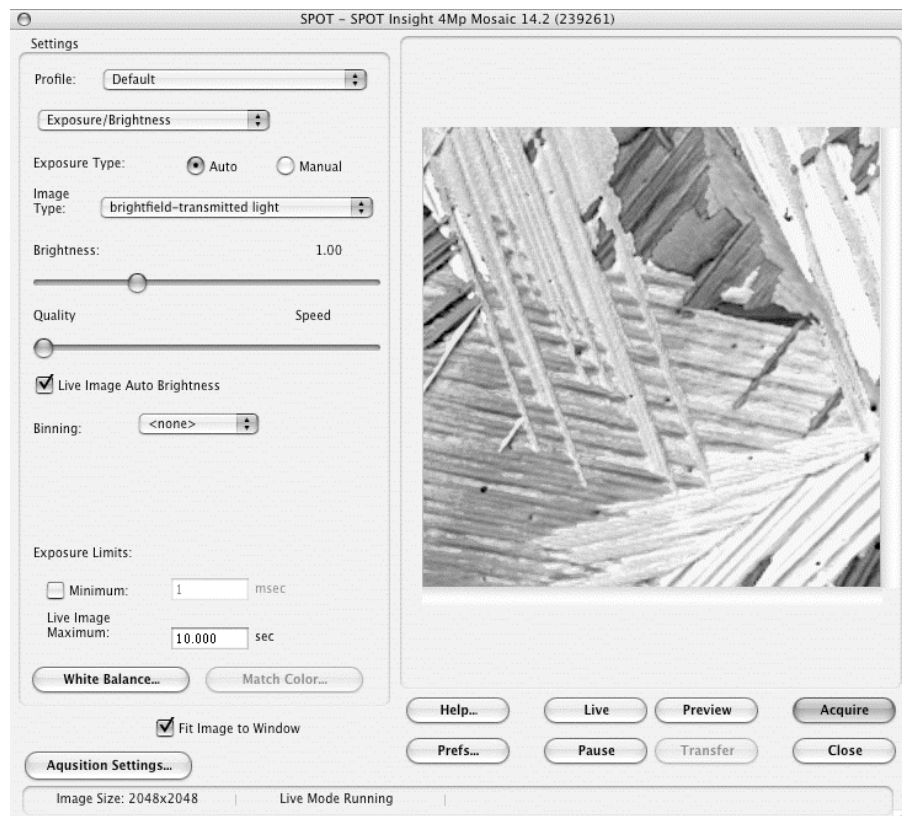 SPOT – SPOT Insight 4Mp Mosaic 14.2 (239261)
Settings
Profile: Default
Exposure/Brightness
Exposure Type: Auto Manual
Image
Type: brightfield-transmitted light
Brightness: 1.00
Quality Speed
Live Image Auto Brightness
Binning: <none>
Exposure Limits:
Minimum: 1 msec
Live Image
Maximum: 10.000 sec
White Balance... Match Color...
Fit Image to Window
Aqusition Settings...
Help... Live Preview Acquire
Prefs... Pause Transfer Close
Image Size: 2048x2048 Live Mode Running